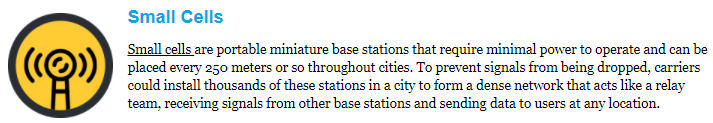 Small Cells
Small cells are portable miniature base stations that require minimal power to operate and can be
placed every 250 meters or so throughout cities. To prevent signals from being dropped, carriers
could install thousands of these stations in a city to form a dense network that acts like a relay
team, receiving signals from other base stations and sending data to users at any location.